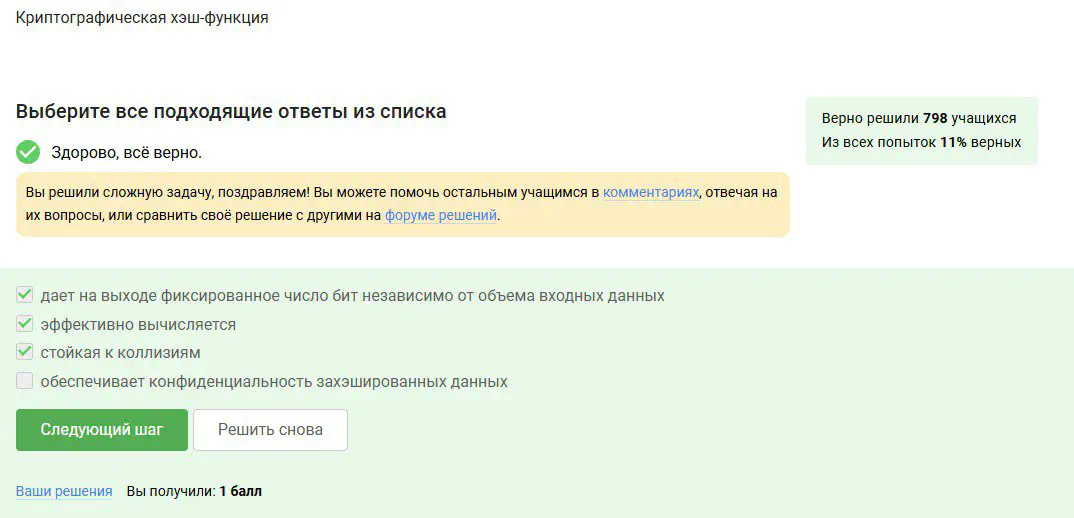 Криптографическая хэш-функция
Выберите все подходящие ответы из списка
Верно решили 798 учащихся
Из всех попыток 11% верных
Здорово, всё верно.
Вы решили сложную задачу, поздравляем! Вы можете помочь остальным учащимся в комментариях, отвечая на
их вопросы, или сравнить своё решение с другими на форуме решений.
дает на выходе фиксированное число бит независимо от объема входных данных
эффективно вычисляется
стойкая к коллизиям
обеспечивает конфиденциальность захэшированных данных
Следующий шаг Решить снова
Ваши решения Вы получили: 1 балл